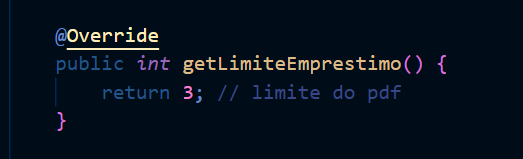 @Override
public int getLimiteEmprestimo() {
return 3; // limite do pdf
}